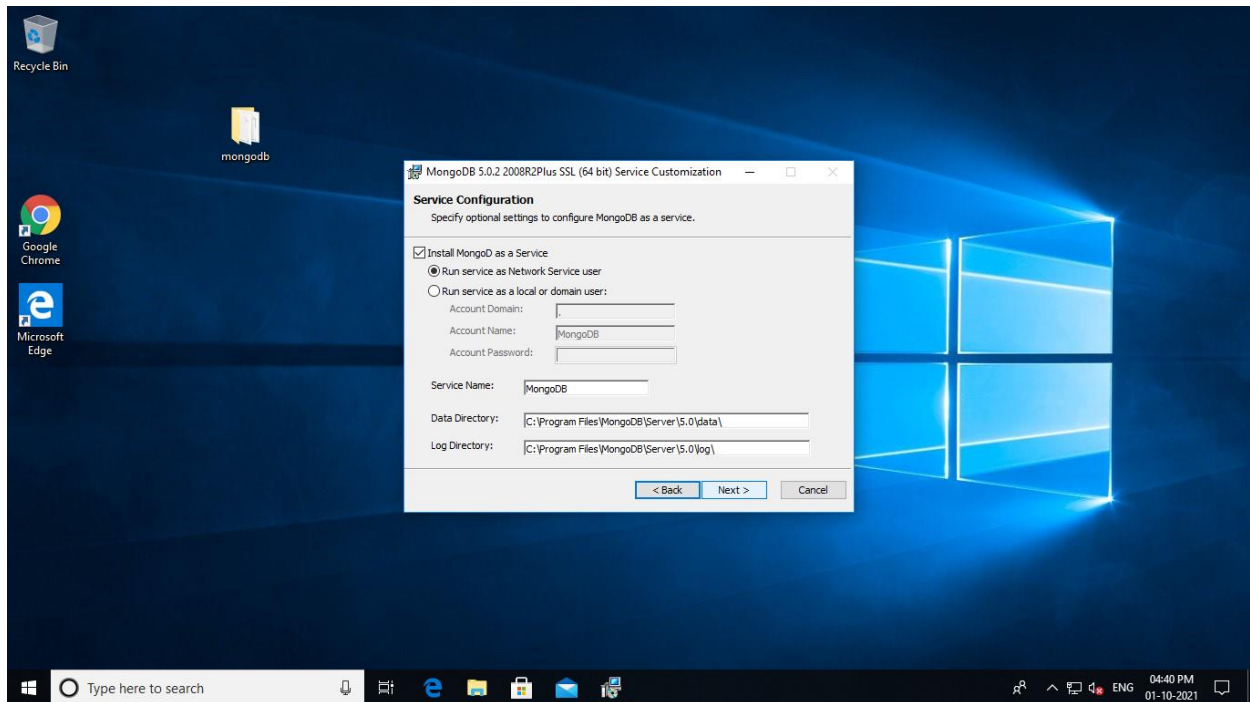 Recycle Bin
mongodb
Google
Chrome
Microsoft
Edge
MongoDB 5.0.2 2008R2Plus SSL (64 bit) Service Customization
Service Configuration
Specify optional settings to configure MongoDB as a service.
Install MongoD as a Service
Run service as Network Service user
Run service as a local or domain user:
Account Domain: .
Account Name: MongoDB
Account Password:
Service Name: MongoDB
Data Directory: C:\Program Files\MongoDB\Server\5.0\data\
Log Directory: C:\Program Files\MongoDB\Server\5.0\log\
< Back Next > Cancel
Type here to search
ENG
04:40 PM
01-10-2021